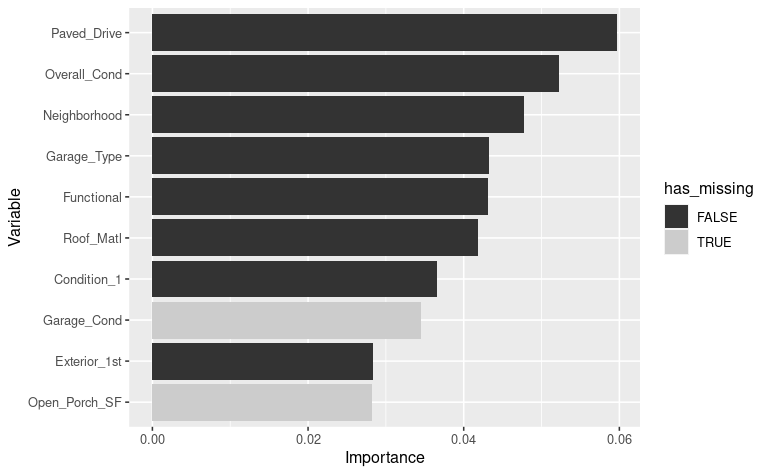 Paved_Drive
Overall_Cond
Neighborhood
Garage_Type
Functional
Roof_Matl
Condition_1
Garage_Cond
Exterior_1st
Open_Porch_SF
Variable
0.00 0.02 0.04 0.06
Importance
has_missing
FALSE
TRUE